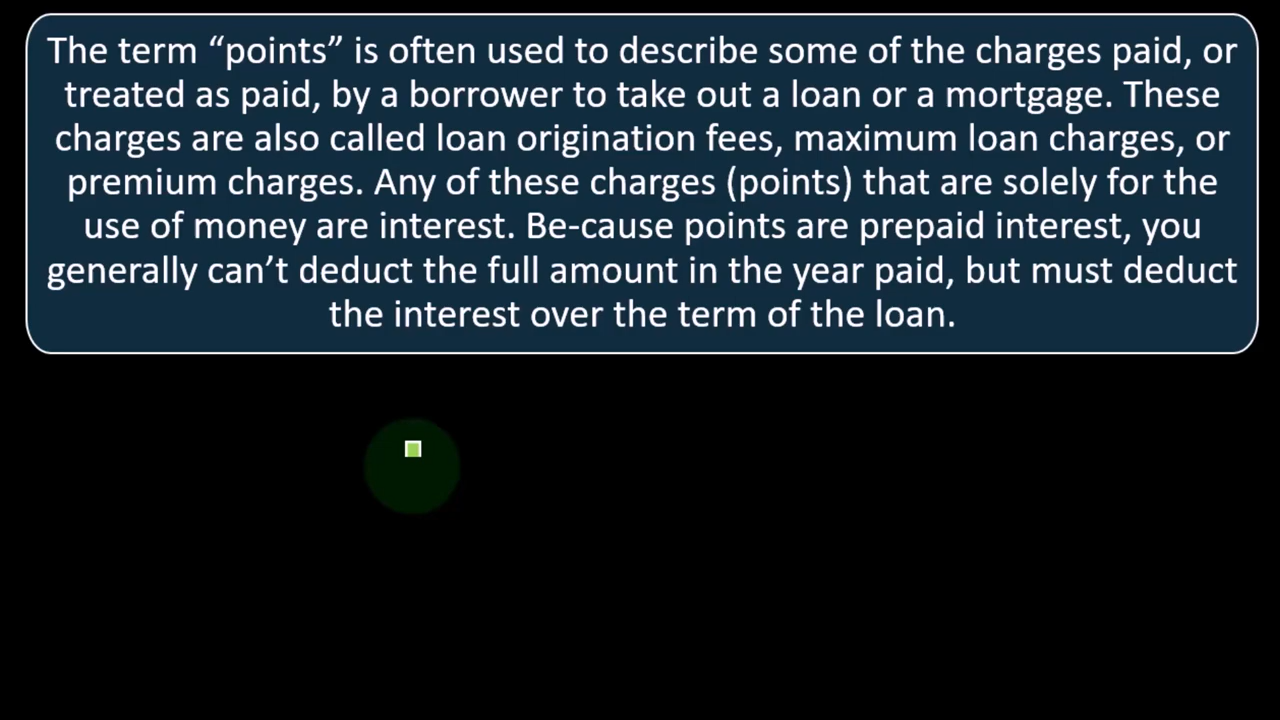 The term “points” is often used to describe some of the charges paid, or
treated as paid, by a borrower to take out a loan or a mortgage. These
charges are also called loan origination fees, maximum loan charges, or
premium charges. Any of these charges (points) that are solely for the
use of money are interest. Be-cause points are prepaid interest, you
generally can’t deduct the full amount in the year paid, but must deduct
the interest over the term of the loan.